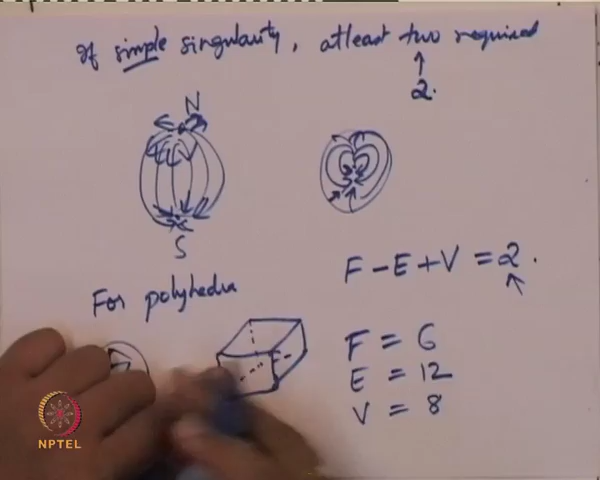 If simple singularity, atleast two required
2.
N
S
F - E + V = 2.
For polyhedra
F = 6
E = 12
V = 8
NPTEL